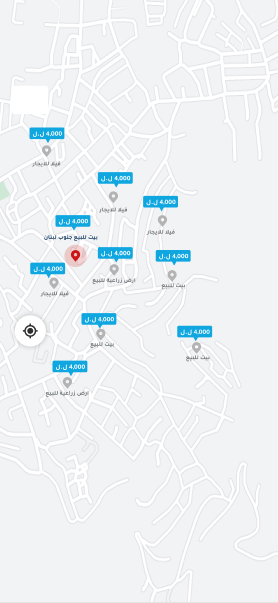 4,000 ل.ل
فيلا للايجار
4,000 ل.ل
فيلا للايجار
4,000 ل.ل
فيلا للايجار
4,000 ل.ل
بيت للبيع جنوب لبنان
4,000 ل.ل
ارض زراعية للبيع
4,000 ل.ل
بيت للبيع
4,000 ل.ل
فيلا للايجار
4,000 ل.ل
بيت للبيع
4,000 ل.ل
بيت للبيع
4,000 ل.ل
ارض زراعية للبيع